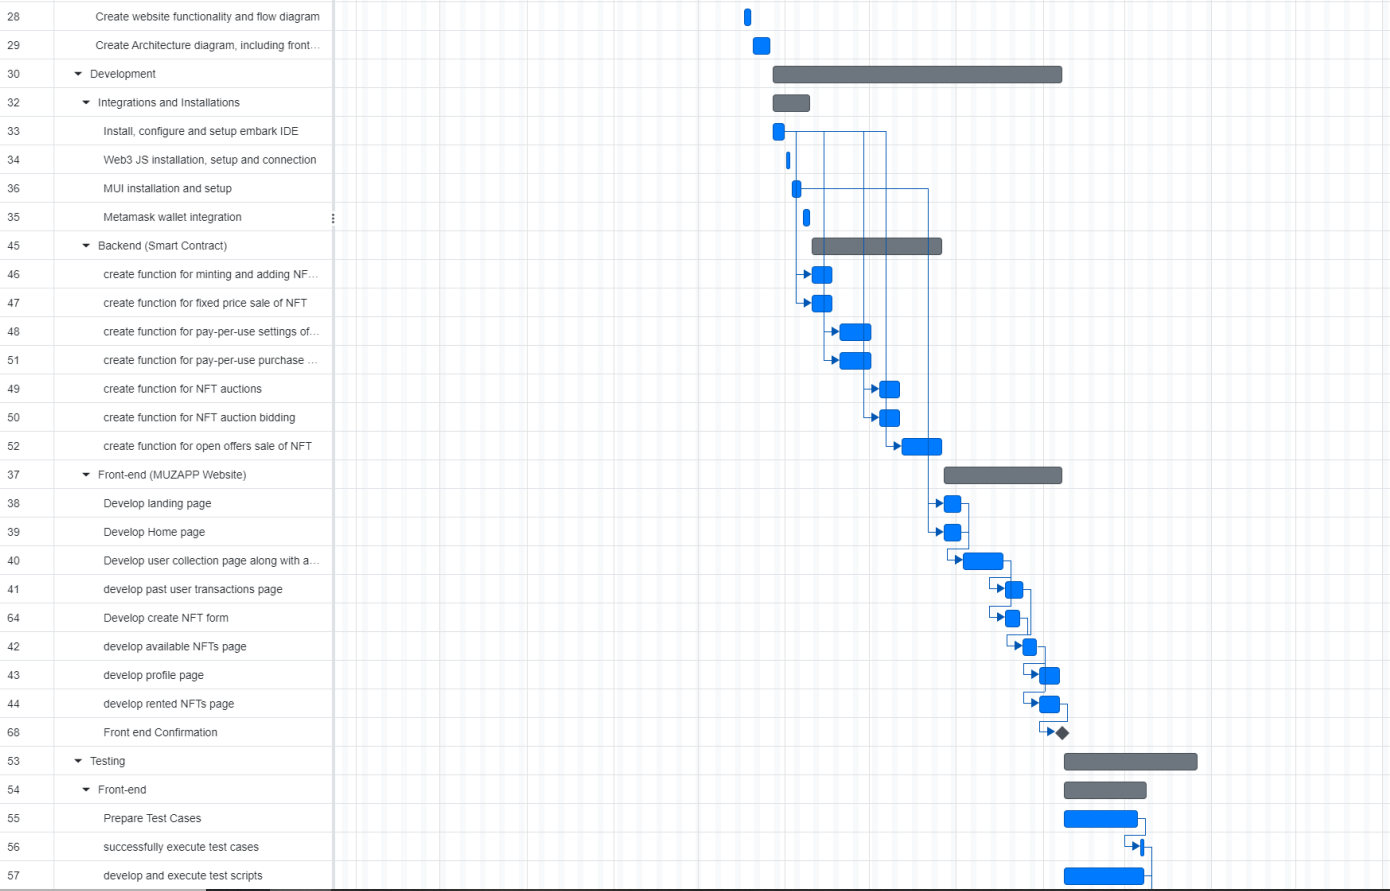 28 Create website functionality and flow diagram
29 Create Architecture diagram, including front...
30 Development
32 Integrations and Installations
33 Install, configure and setup embark IDE
34 Web3 JS installation, setup and connection
36 MUI installation and setup
35 Metamask wallet integration
45 Backend (Smart Contract)
46 create function for minting and adding NF...
47 create function for fixed price sale of NFT
48 create function for pay-per-use settings of...
51 create function for pay-per-use purchase ...
49 create function for NFT auctions
50 create function for NFT auction bidding
52 create function for open offers sale of NFT
37 Front-end (MUZAPP Website)
38 Develop landing page
39 Develop Home page
40 Develop user collection page along with a...
41 develop past user transactions page
64 Develop create NFT form
42 develop available NFTs page
43 develop profile page
44 develop rented NFTs page
68 Front end Confirmation
53 Testing
54 Front-end
55 Prepare Test Cases
56 successfully execute test cases
57 develop and execute test scripts